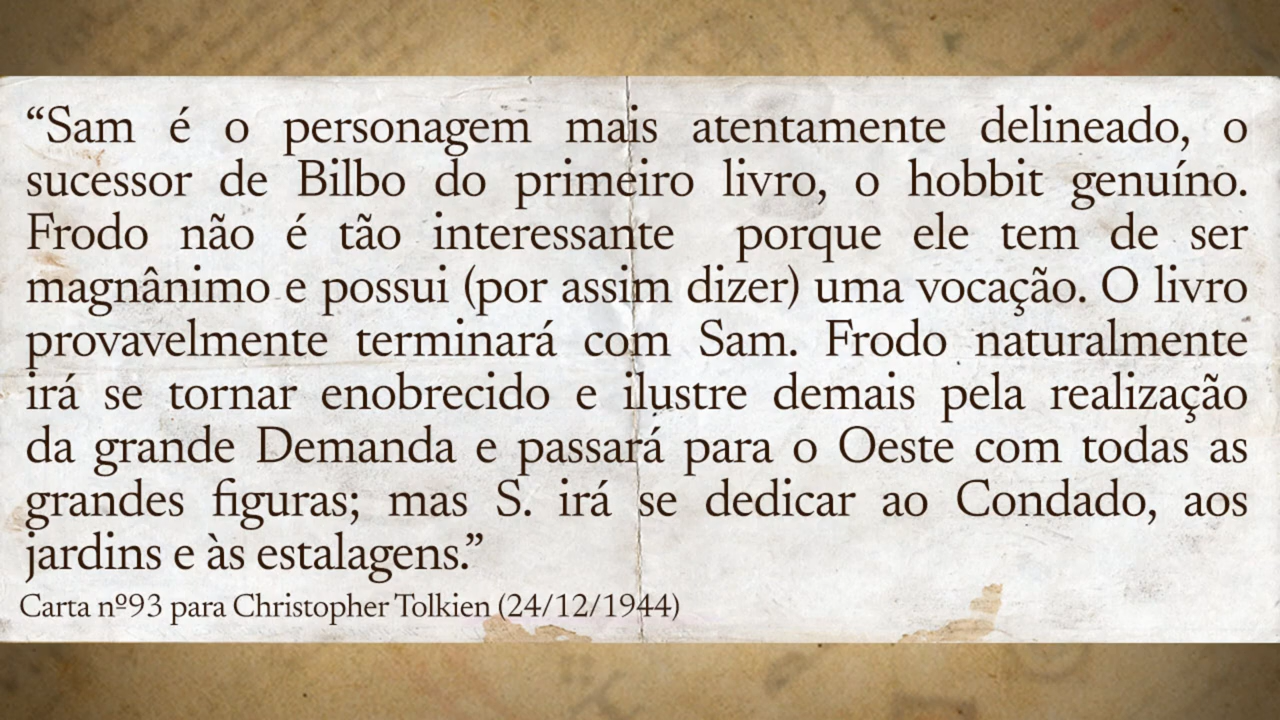 “Sam é o personagem mais atentamente delineado, o
sucessor de Bilbo do primeiro livro, o hobbit genuíno.
Frodo não é tão interessante porque ele tem de ser
magnânimo e possui (por assim dizer) uma vocação. O livro
provavelmente terminará com Sam. Frodo naturalmente
irá se tornar enobrecido e ilustre demais pela realização
da grande Demanda e passará para o Oeste com todas as
grandes figuras; mas S. irá se dedicar ao Condado, aos
jardins e às estalagens.”
Carta nº93 para Christopher Tolkien (24/12/1944)